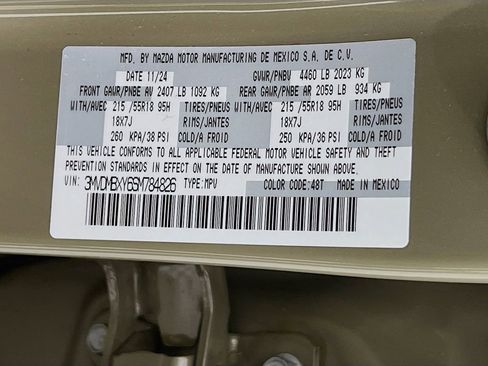 MFD. BY MAZDA MOTOR MANUFACTURING DE MEXICO S.A. DE C.V.
DATE 11/24 GVWR/PNBV 4460 LB 2023 KG
FRONT GAWR/PNBE AV 2407 LB 1092 KG REAR GAWR/PNBE AR 2059 LB 934 KG
WITH/AVEC 215 /55R18 95H TIRES/PNEUS WITH/AVEC 215 /55R18 95H TIRES/PNEUS
18X7J RIMS/JANTES 18X7J RIMS/JANTES
260 KPA/38 PSI COLD/A FROID 250 KPA/36 PSI COLD/A FROID
THIS VEHICLE CONFORMS TO ALL APPLICABLE FEDERAL MOTOR VEHICLE SAFETY AND THEFT
PREVENTION STANDARDS IN EFFECT ON THE DATE OF MANUFACTURE SHOWN ABOVE.
VIN: 3MVDMBXY6SM784826 TYPE: MPV COLOR CODE: 48T MADE IN MEXICO